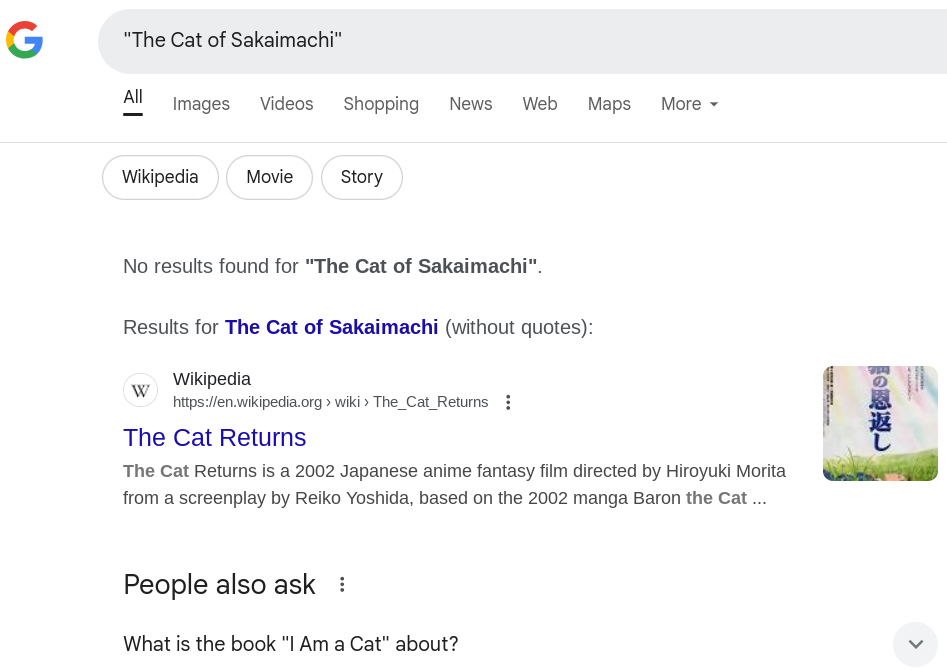 "The Cat of Sakaimachi"
All Images Videos Shopping News Web Maps More
Wikipedia Movie Story
No results found for "The Cat of Sakaimachi".
Results for The Cat of Sakaimachi (without quotes):
W Wikipedia
https://en.wikipedia.org › wiki › The_Cat_Returns
The Cat Returns
The Cat Returns is a 2002 Japanese anime fantasy film directed by Hiroyuki Morita
from a screenplay by Reiko Yoshida, based on the 2002 manga Baron the Cat ...
猫の恩返し
People also ask
What is the book "I Am a Cat" about?